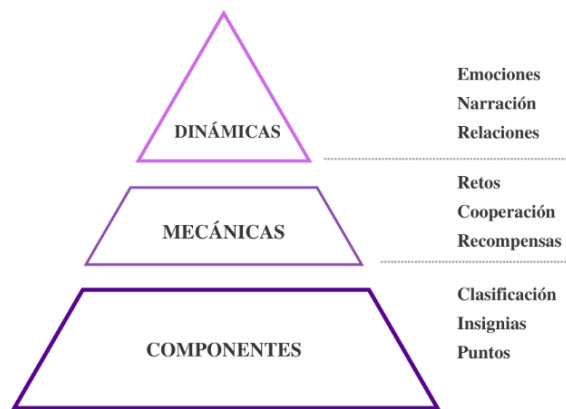 DINÁMICAS
Emociones
Narración
Relaciones
MECÁNICAS
Retos
Cooperación
Recompensas
COMPONENTES
Clasificación
Insignias
Puntos